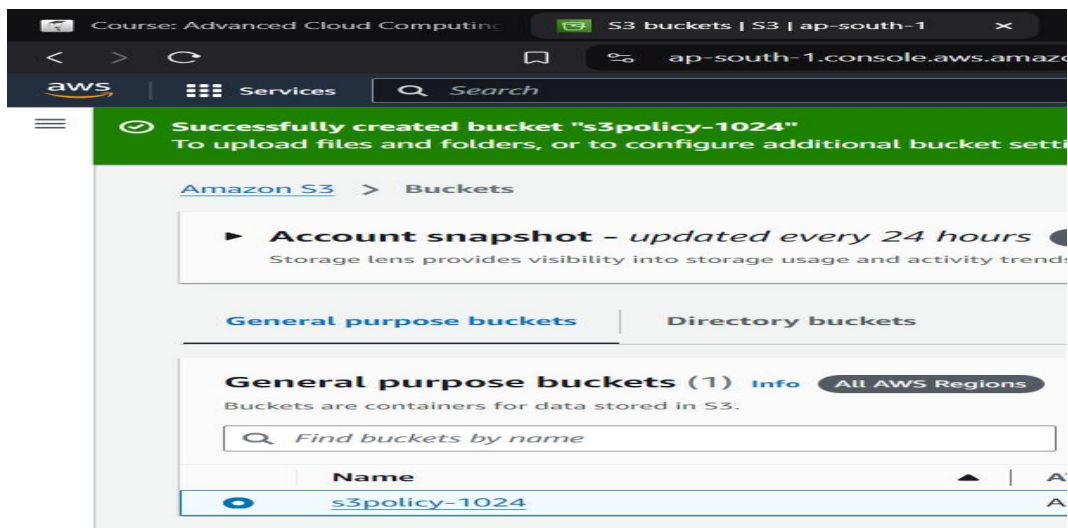 Course: Advanced Cloud Computing
S3 buckets | S3 | ap-south-1
ap-south-1.console.aws.amazo
aws
Services
Search
Successfully created bucket "s3policy-1024"
To upload files and folders, or to configure additional bucket setti
Amazon S3 > Buckets
Account snapshot - updated every 24 hours
Storage lens provides visibility into storage usage and activity trends
General purpose buckets
Directory buckets
General purpose buckets (1) Info All AWS Regions
Buckets are containers for data stored in S3.
Find buckets by name
Name
s3policy-1024